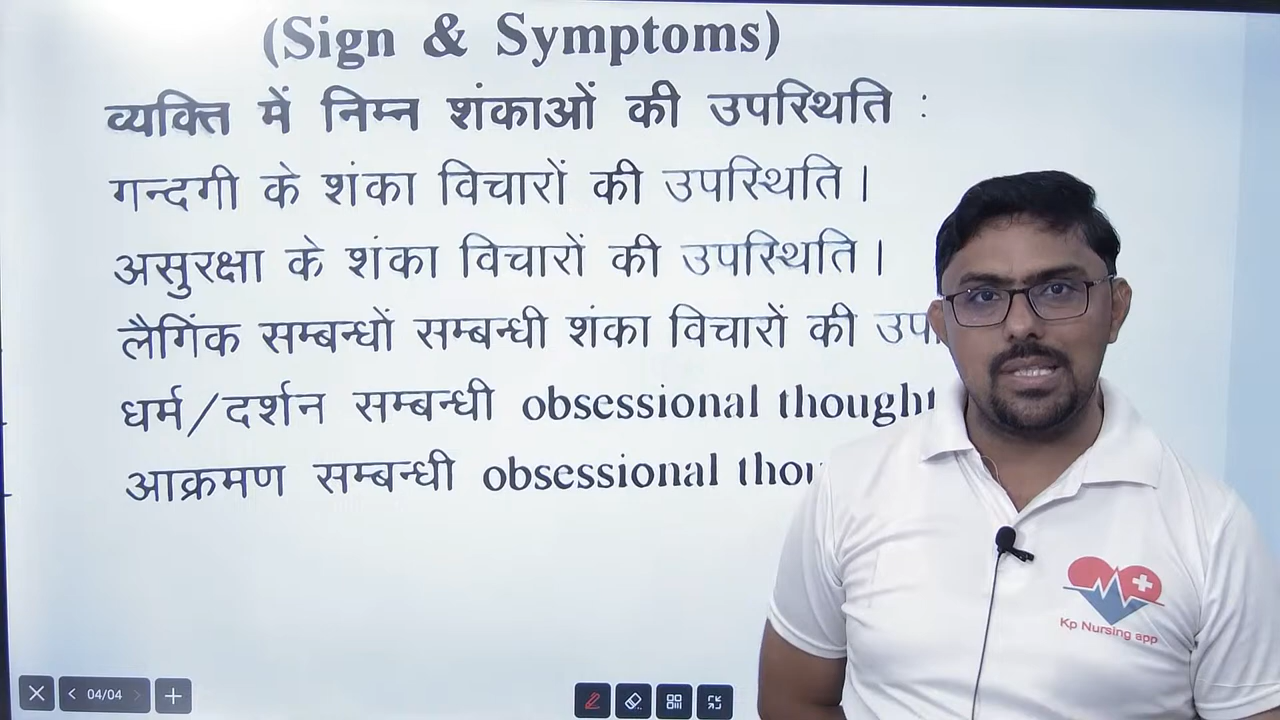 (Sign & Symptoms)
व्यक्ति में निम्न शंकाओं की उपस्थिति :
गन्दगी के शंका विचारों की उपस्थिति।
असुरक्षा के शंका विचारों की उपस्थिति।
लैगिंक सम्बन्धों सम्बन्धी शंका विचारों की
धर्म/दर्शन सम्बन्धी obsessional thought
आक्रमण सम्बन्धी obsessional
Kp Nursing app
04/04